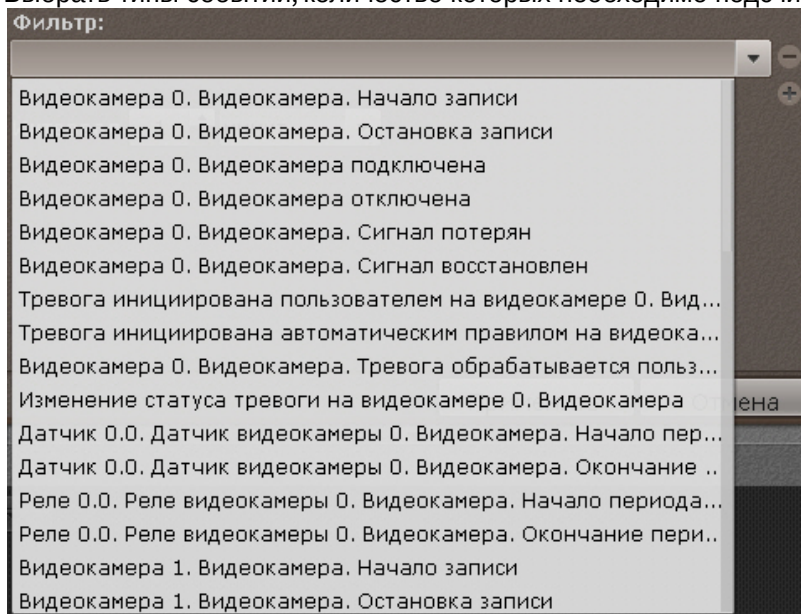 Фильтр:
Видеокамера 0. Видеокамера. Начало записи
Видеокамера 0. Видеокамера. Остановка записи
Видеокамера 0. Видеокамера подключена
Видеокамера 0. Видеокамера отключена
Видеокамера 0. Видеокамера. Сигнал потерян
Видеокамера 0. Видеокамера. Сигнал восстановлен
Тревога инициирована пользователем на видеокамере 0. Вид...
Тревога инициирована автоматическим правилом на видеока...
Видеокамера 0. Видеокамера. Тревога обрабатывается польз...
Изменение статуса тревоги на видеокамере 0. Видеокамера
Датчик 0.0. Датчик видеокамеры 0. Видеокамера. Начало пер...
Датчик 0.0. Датчик видеокамеры 0. Видеокамера. Окончание ..
Реле 0.0. Реле видеокамеры 0. Видеокамера. Начало периода...
Реле 0.0. Реле видеокамеры 0. Видеокамера. Окончание пери..
Видеокамера 1. Видеокамера. Начало записи
Видеокамера 1. Видеокамера. Остановка записи